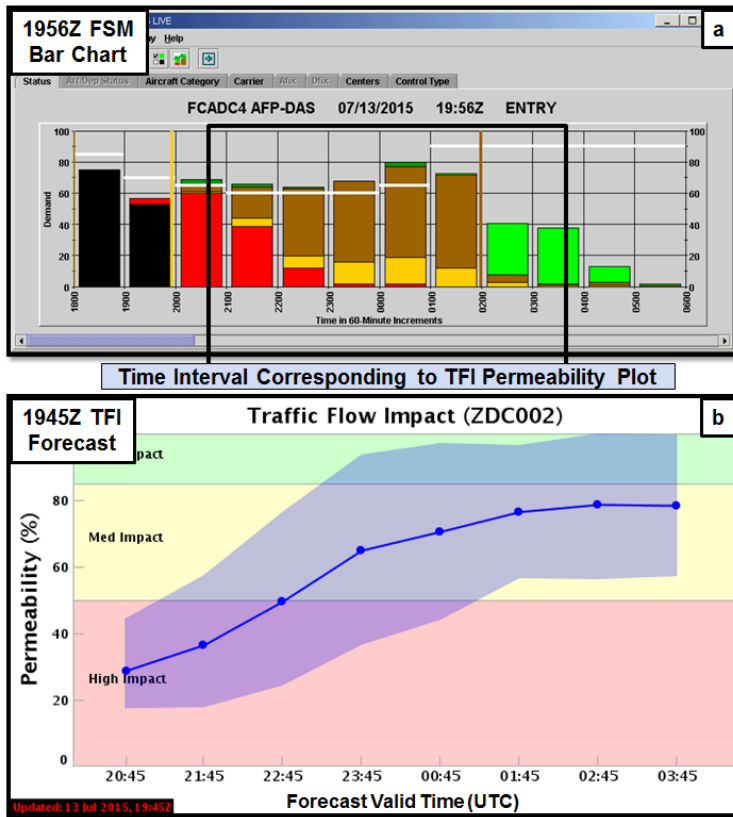 1956Z FSM
Bar Chart
LIVE
a
Help
Status Arr/Dep Status Aircraft Category Carrier Afix Dfix Centers Control Type
FCADC4 AFP-DAS 07/13/2015 19:56Z ENTRY
Demand
100
80
60
40
20
0
100
80
60
40
20
0
1800 1900 2000 2100 2200 2300 0000 0100 0200 0300 0400 0500 0600
Time in 60-Minute Increments
Time Interval Corresponding to TFI Permeability Plot
1945Z TFI
Forecast
Traffic Flow Impact (ZDC002)
b
pact
Permeability (%)
80
Med Impact
60
40
High Impact
20
0
20:45 21:45 22:45 23:45 00:45 01:45 02:45 03:45
Forecast Valid Time (UTC)
Updated: 13 Jul 2015, 19:45Z